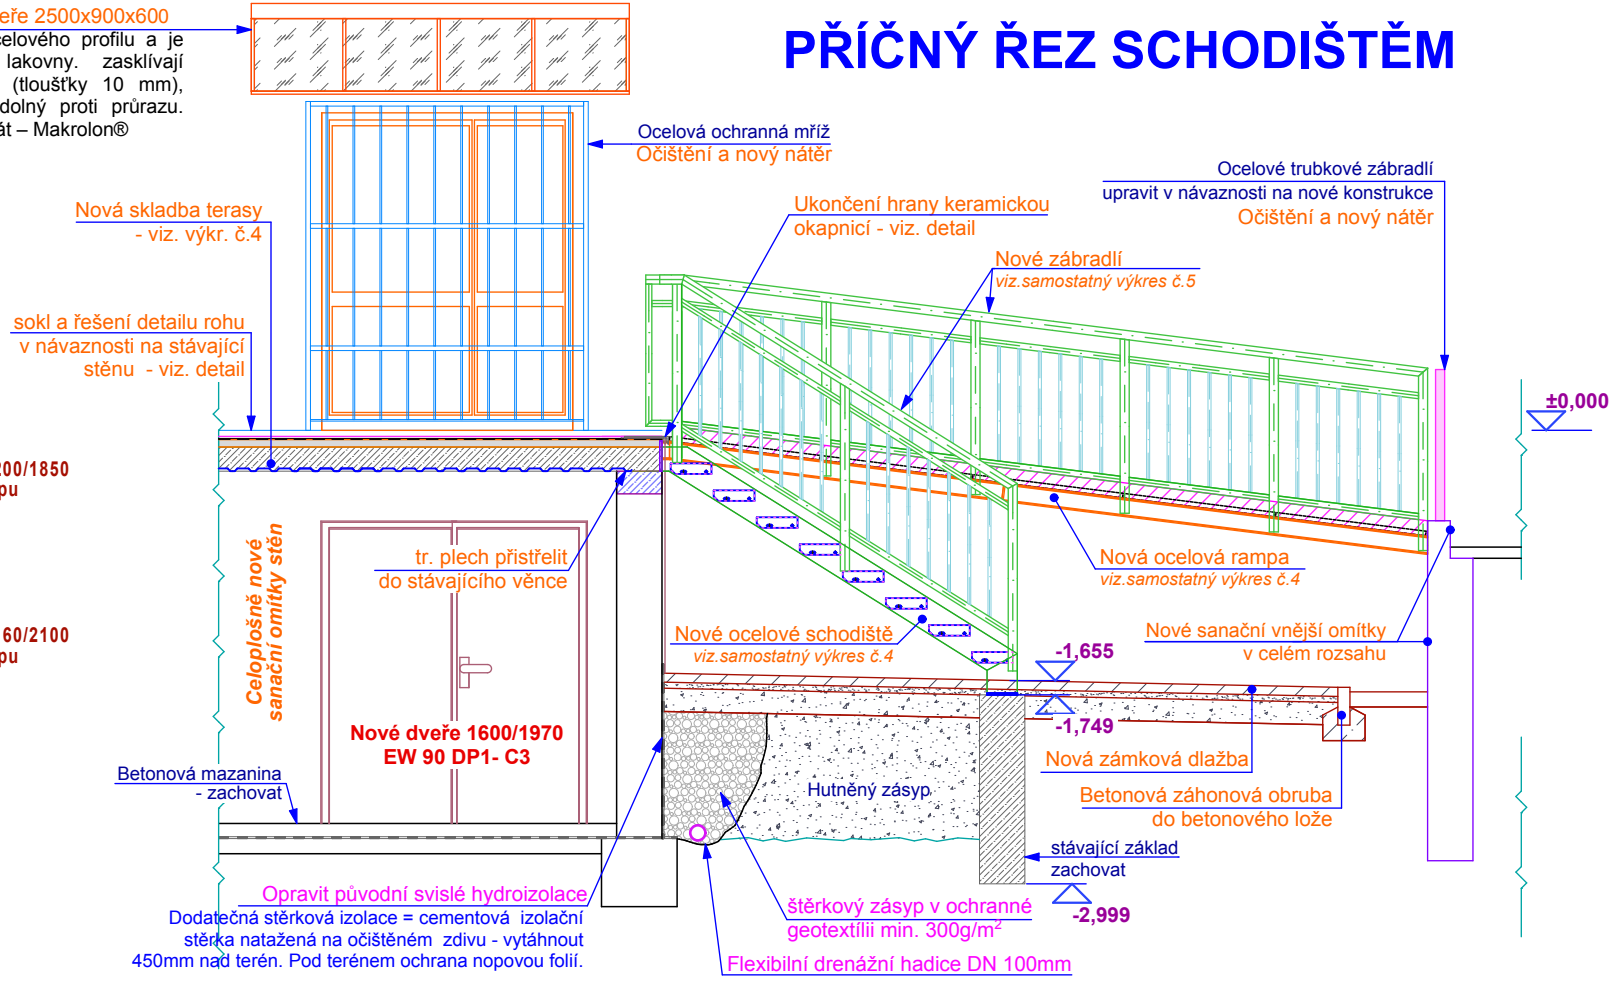 PŘÍČNÝ ŘEZ SCHODIŠTĚM
2500x900x600
profilu a je
lakovny. zasklívají
(tloušťky 10 mm),
proti průrazu.
– Makrolon®
Ocelová ochranná mříž
Očištění a nový nátěr
Ocelové trubkové zábradlí
upravit v návaznosti na nové konstrukce
Očištění a nový nátěr
Nová skladba terasy
- viz. výkr. č.4
Ukončení hrany keramickou
okapnicí - viz. detail
Nové zábradlí
viz.samostatný výkres č.5
sokl a řešení detailu rohu
v návaznosti na stávající
stěnu - viz. detail
±0,000
00/1850
pu
tr. plech přistřelit
do stávajícího věnce
Celoplošně nové
sanační omítky stěn
Nová ocelová rampa
viz.samostatný výkres č.4
60/2100
pu
Nové ocelové schodiště
viz.samostatný výkres č.4
Nové sanační vnější omítky
v celém rozsahu
-1,655
-1,749
Nové dveře 1600/1970
EW 90 DP1- C3
Nová zámková dlažba
Betonová mazanina
- zachovat
Hutněný zásyp
Betonová záhonová obruba
do betonového lože
stávající základ
zachovat
-2,999
Opravit původní svislé hydroizolace
Dodatečná stěrková izolace = cementová izolační
stěrka natažená na očištěném zdivu - vytáhnout
450mm nad terén. Pod terénem ochrana nopovou folií.
štěrkový zásyp v ochranné
geotextílii min. 300g/m²
Flexibilní drenážní hadice DN 100mm